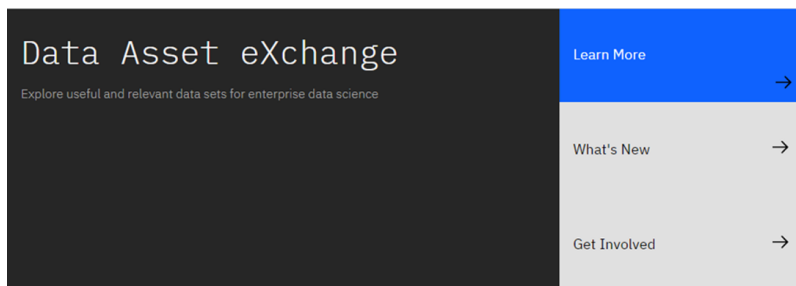 Data Asset eXchange
Explore useful and relevant data sets for enterprise data science
Learn More
What's New
Get Involved